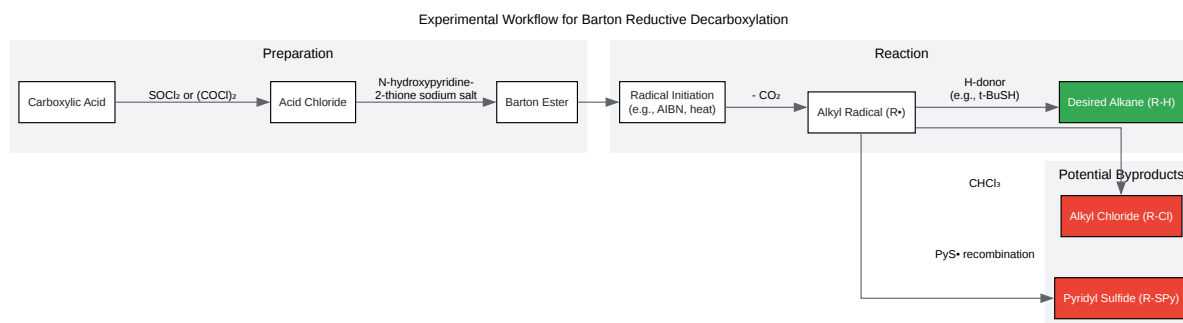 Experimental Workflow for Barton Reductive Decarboxylation
Preparation
Reaction
Carboxylic Acid
SOCl₂ or (COCl)₂
Acid Chloride
N-hydroxypyridine-
2-thione sodium salt
Barton Ester
Radical Initiation
(e.g., AIBN, heat)
- CO₂
Alkyl Radical (R•)
H-donor
(e.g., t-BuSH)
Desired Alkane (R-H)
Potential Byproducts
CHCl₃
Alkyl Chloride (R-Cl)
PyS• recombination
Pyridyl Sulfide (R-SPy)